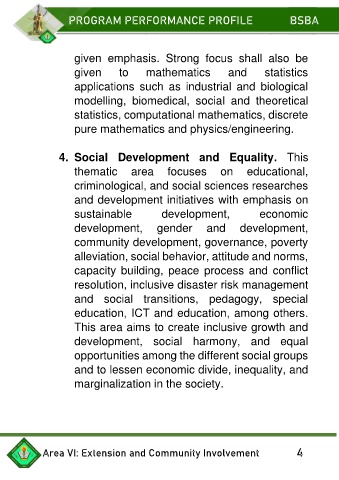 PROGRAM PERFORMANCE PROFILE BSBA
given emphasis. Strong focus shall also be
given to mathematics and statistics
applications such as industrial and biological
modelling, biomedical, social and theoretical
statistics, computational mathematics, discrete
pure mathematics and physics/engineering.
4. Social Development and Equality. This
thematic area focuses on educational,
criminological, and social sciences researches
and development initiatives with emphasis on
sustainable development, economic
development, gender and development,
community development, governance, poverty
alleviation, social behavior, attitude and norms,
capacity building, peace process and conflict
resolution, inclusive disaster risk management
and social transitions, pedagogy, special
education, ICT and education, among others.
This area aims to create inclusive growth and
development, social harmony, and equal
opportunities among the different social groups
and to lessen economic divide, inequality, and
marginalization in the society.
Area VI: Extension and Community Involvement 4